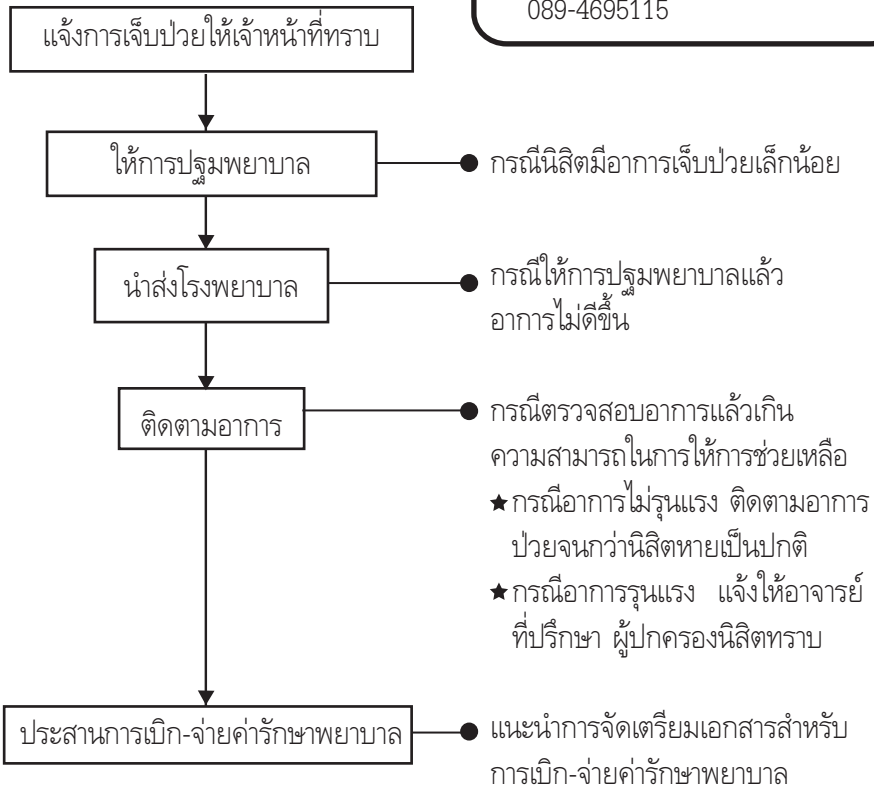 089-4695115
แจ้งการเจ็บป่วยให้เจ้าหน้าที่ทราบ
ให้การปฐมพยาบาล
กรณีนิสิตมีอาการเจ็บป่วยเล็กน้อย
นำส่งโรงพยาบาล
กรณีให้การปฐมพยาบาลแล้ว
อาการไม่ดีขึ้น
ติดตามอาการ
กรณีตรวจสอบอาการแล้วเกิน
ความสามารถในการให้การช่วยเหลือ
★กรณีอาการไม่รุนแรง ติดตามอาการ
ป่วยจนกว่านิสิตหายเป็นปกติ
★กรณีอาการรุนแรง แจ้งให้อาจารย์
ที่ปรึกษา ผู้ปกครองนิสิตทราบ
ประสานการเบิก-จ่ายค่ารักษาพยาบาล
แนะนำการจัดเตรียมเอกสารสำหรับ
การเบิก-จ่ายค่ารักษาพยาบาล